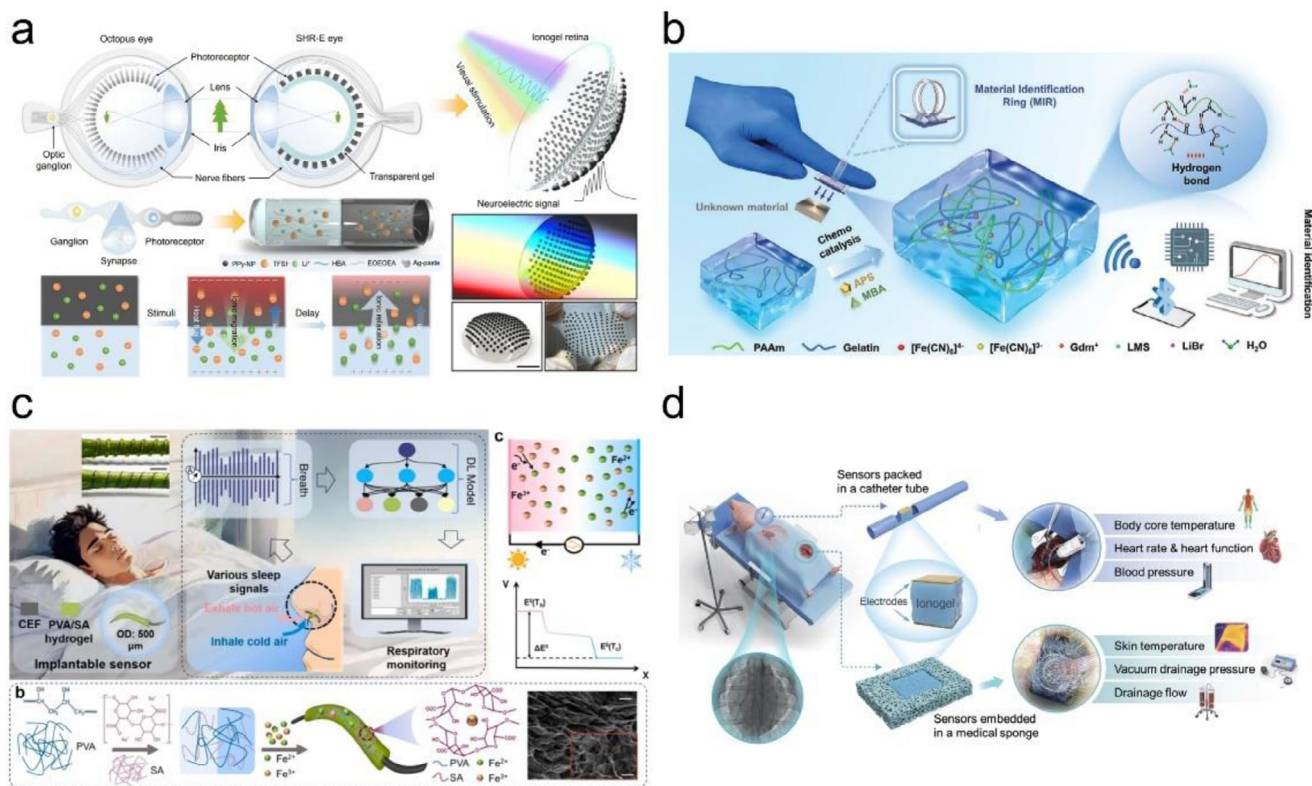 a
Octopus eye
SHR-E eye
Photoreceptor
Lens
Iris
Optic
ganglion
Nerve fibers
Transparent gel
Visual stimulation
Ionogel retina
Neuroelectric signal
Ganglion
Synapse
Photoreceptor
PPy-NP
TFSI⁻
Li⁺
HBA
EOEOEA
Ag-paste
Stimuli
Heating
Ionic migration
Delay
Ionic relaxation
b
Material Identification
Ring (MIR)
Unknown material
Chemo
catalysis
APS
MBA
Hydrogen
bond
Material identification
PAAm
Gelatin
[Fe(CN)₆]⁴⁻
[Fe(CN)₆]³⁻
Gdm⁺
LMS
LiBr
H₂O
c
Breath
DL Model
Various sleep
signals
Exhale hot air
Inhale cold air
Respiratory
monitoring
CEF
PVA/SA
hydrogel
OD: 500
μm
Implantable sensor
c
e⁻
Fe²⁺
Fe³⁺
e⁻
e⁻
V
E⁰(Tₕ)
ΔE⁰
E⁰(T꜀)
X
b
PVA
SA
Fe²⁺
Fe³⁺
PVA
Fe²⁺
SA
Fe³⁺
d
Sensors packed
in a catheter tube
Electrodes
Ionogel
Sensors embedded
in a medical sponge
Body core temperature
Heart rate & heart function
Blood pressure
Skin temperature
Vacuum drainage pressure
Drainage flow